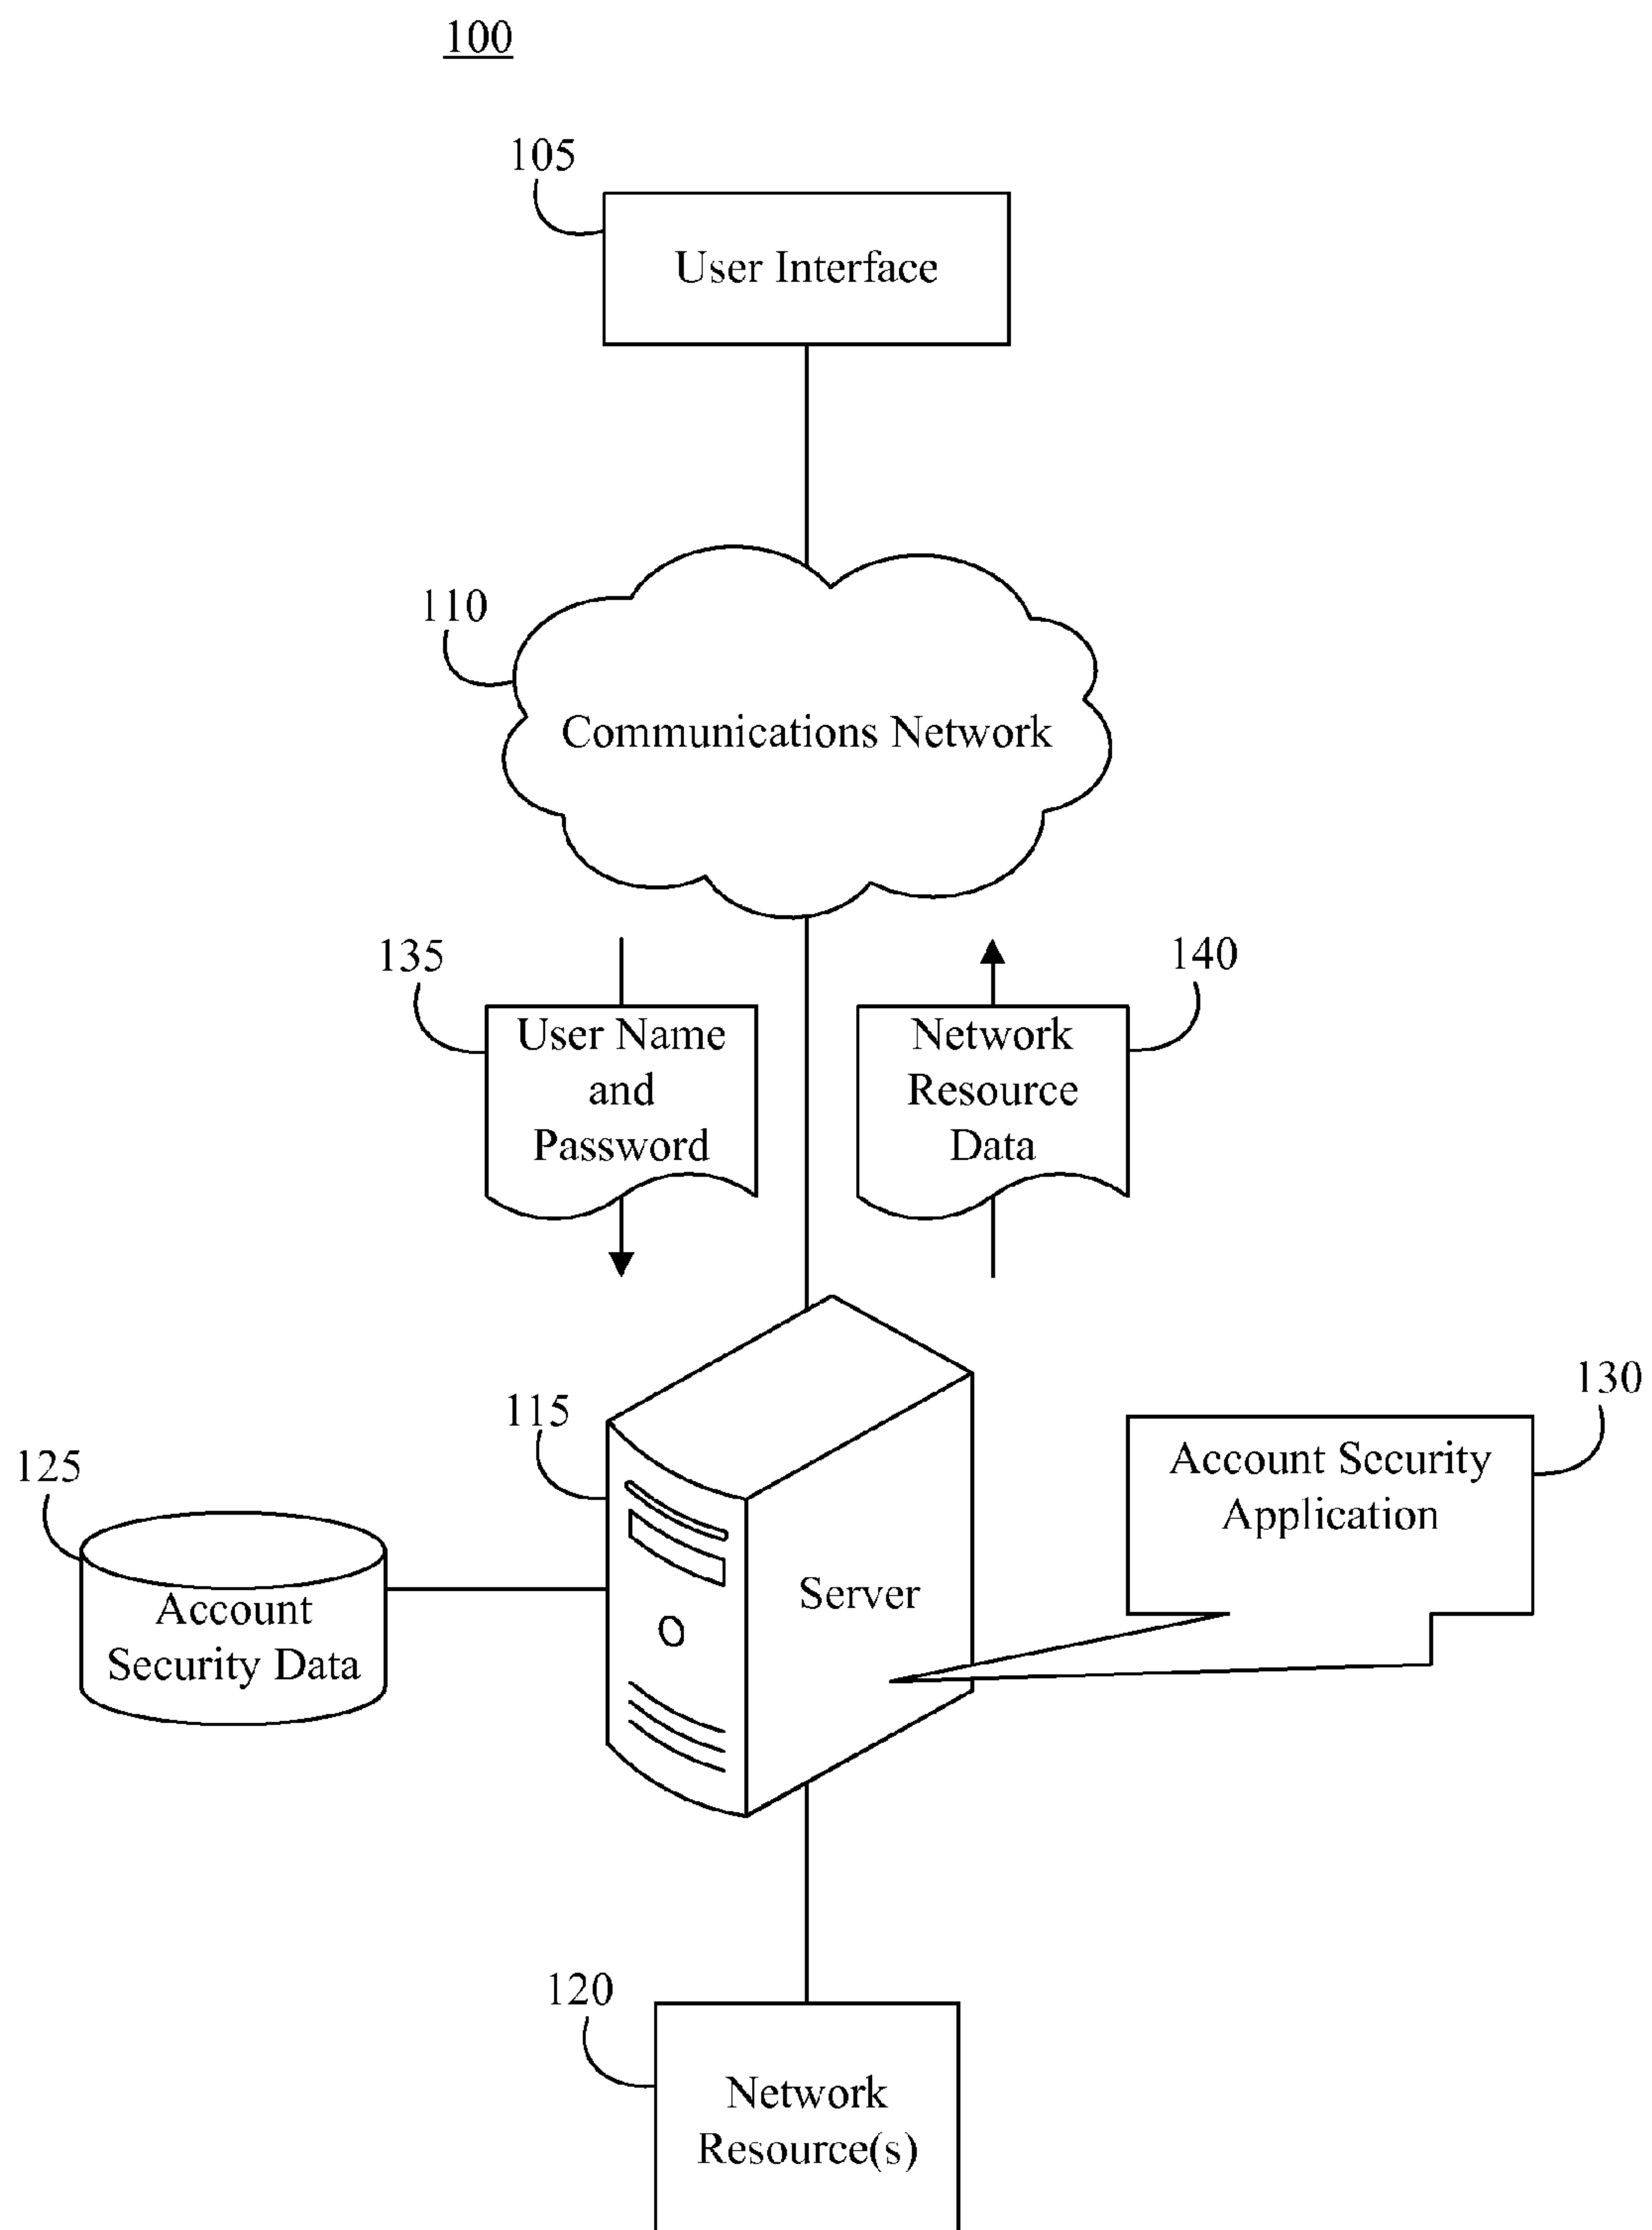 100
105
User Interface
110
Communications Network
135
140
User Name
and
Password
Network
Resource
Data
115
130
Account Security
Application
125
Account
Security Data
Server
120
Network
Resource(s)